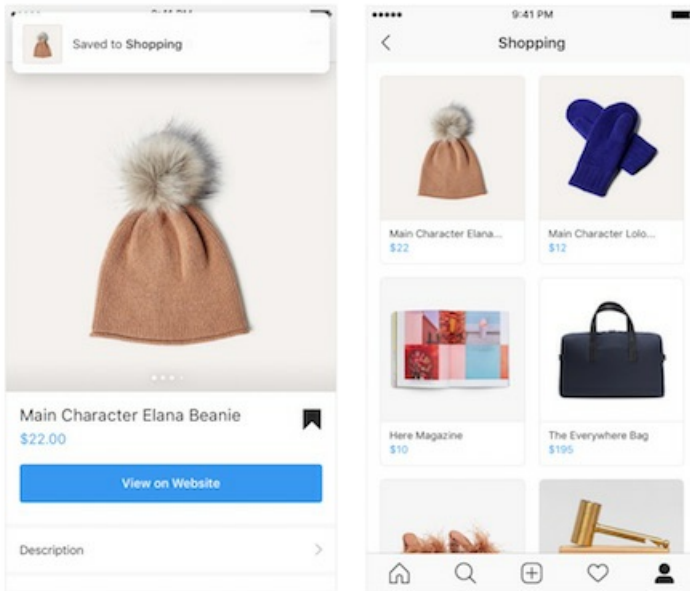 Saved to Shopping
Main Character Elana Beanie
$22.00
View on Website
Description
9:41 PM
Shopping
Main Character Elana...
$22
Main Character Lolo...
$12
Here Magazine
$10
The Everywhere Bag
$195